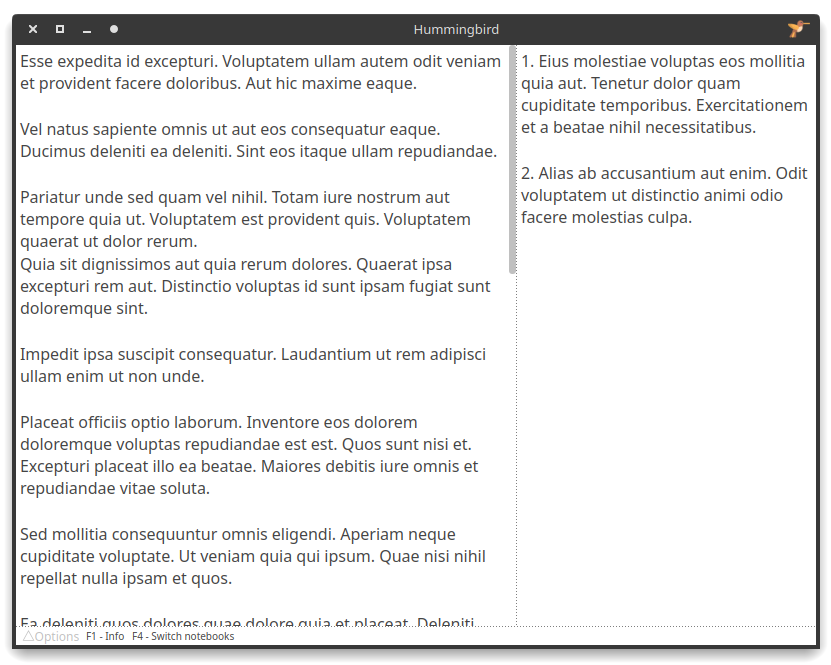 Hummingbird
Esse expedita id excepturi. Voluptatem ullam autem odit veniam
et provident facere doloribus. Aut hic maxime eaque.
Vel natus sapiente omnis ut aut eos consequatur eaque.
Ducimus deleniti ea deleniti. Sint eos itaque ullam repudiandae.
Pariatur unde sed quam vel nihil. Totam iure nostrum aut
tempore quia ut. Voluptatem est provident quis. Voluptatem
quaerat ut dolor rerum.
Quia sit dignissimos aut quia rerum dolores. Quaerat ipsa
excepturi rem aut. Distinctio voluptas id sunt ipsam fugiat sunt
doloremque sint.
Impedit ipsa suscipit consequatur. Laudantium ut rem adipisci
ullam enim ut non unde.
Placeat officiis optio laborum. Inventore eos dolorem
doloremque voluptas repudiandae est est. Quos sunt nisi et.
Excepturi placeat illo ea beatae. Maiores debitis iure omnis et
repudiandae vitae soluta.
Sed mollitia consequuntur omnis eligendi. Aperiam neque
cupiditate voluptate. Ut veniam quia qui ipsum. Quae nisi nihil
repellat nulla ipsam et quos.
Ea deleniti quos dolores quae dolore quia et placeat. Deleniti
1. Eius molestiae voluptas eos mollitia
quia aut. Tenetur dolor quam
cupiditate temporibus. Exercitationem
et a beatae nihil necessitatibus.
2. Alias ab accusantium aut enim. Odit
voluptatem ut distinctio animi odio
facere molestias culpa.
△Options F1 - Info F4 - Switch notebooks